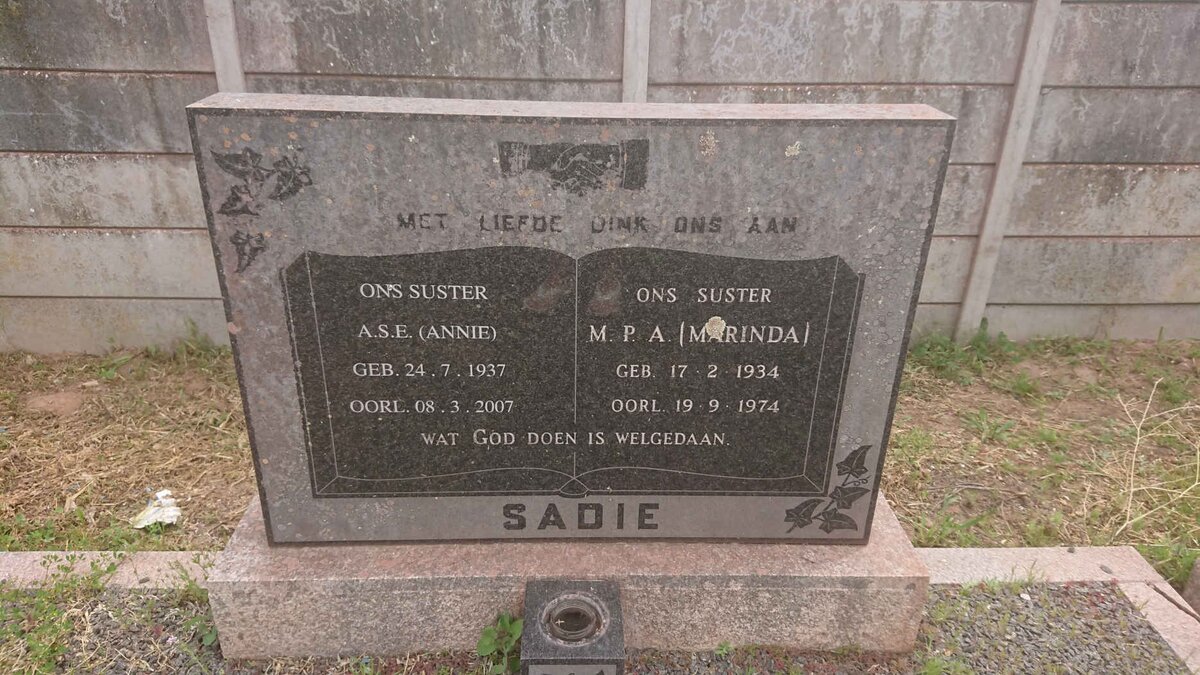 MET LIEFDE DINK ONS AAN
ONS SUSTER
A.S.E. (ANNIE)
GEB. 24.7.1937
OORL. 08.3.2007
ONS SUSTER
M. P. A. (MARINDA)
GEB. 17·2·1934
OORL. 19·9·1974
WAT GOD DOEN IS WELGEDAAN.
SADIE